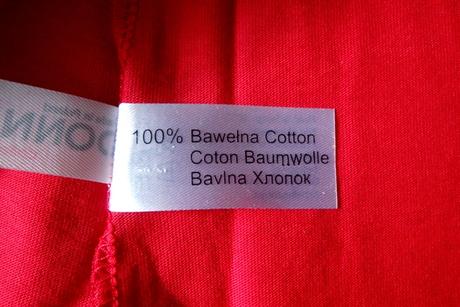 100% Bawełna Cotton
Coton Baumwolle
Bavlna Хлопок